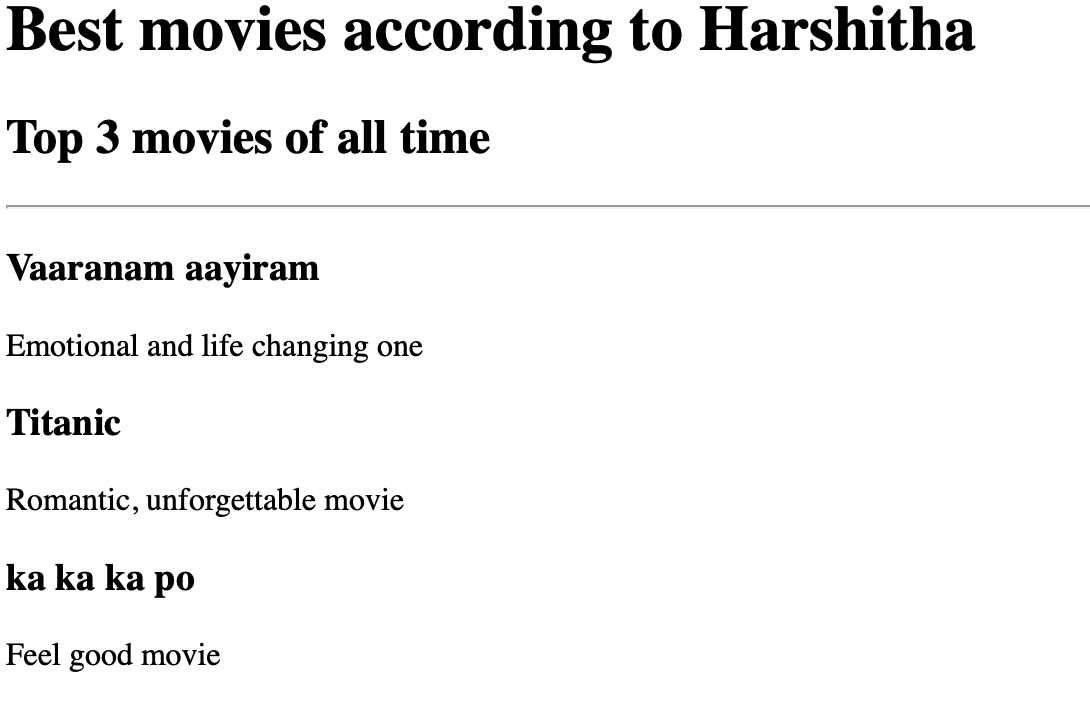 Best movies according to Harshitha
Top 3 movies of all time
Vaaranam aayiram
Emotional and life changing one
Titanic
Romantic, unforgettable movie
ka ka ka po
Feel good movie